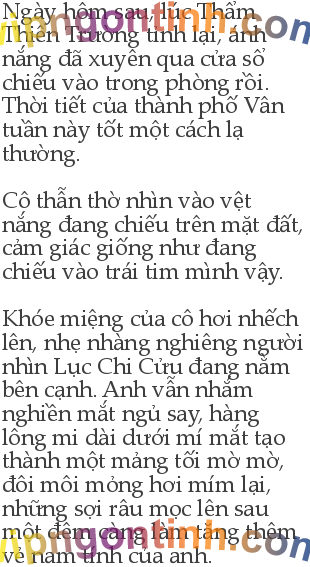 Ngày hôm sau, lúc Thẩm
Thiên Trường tỉnh lại, ánh
nắng đã xuyên qua cửa sổ
chiếu vào trong phòng rồi.
Thời tiết của thành phố Vân
tuần này tốt một cách lạ
thường.
Cô thẫn thờ nhìn vào vệt
nắng đang chiếu trên mặt đất,
cảm giác giống như đang
chiếu vào trái tim mình vậy.
Khóe miệng của cô hơi nhếch
lên, nhẹ nhàng nghiêng người
nhìn Lục Chi Cửu đang nằm
bên cạnh. Anh vẫn nhắm
nghiền mắt ngủ say, hàng
lông mi dài dưới mí mắt tạo
thành một mảng tối mờ mờ,
đôi môi mỏng hơi mím lại,
những sợi râu mọc lên sau
một đêm càng làm tăng thêm
vẻ nam tính của anh.
vipngontinh.com
vipngontinh.com